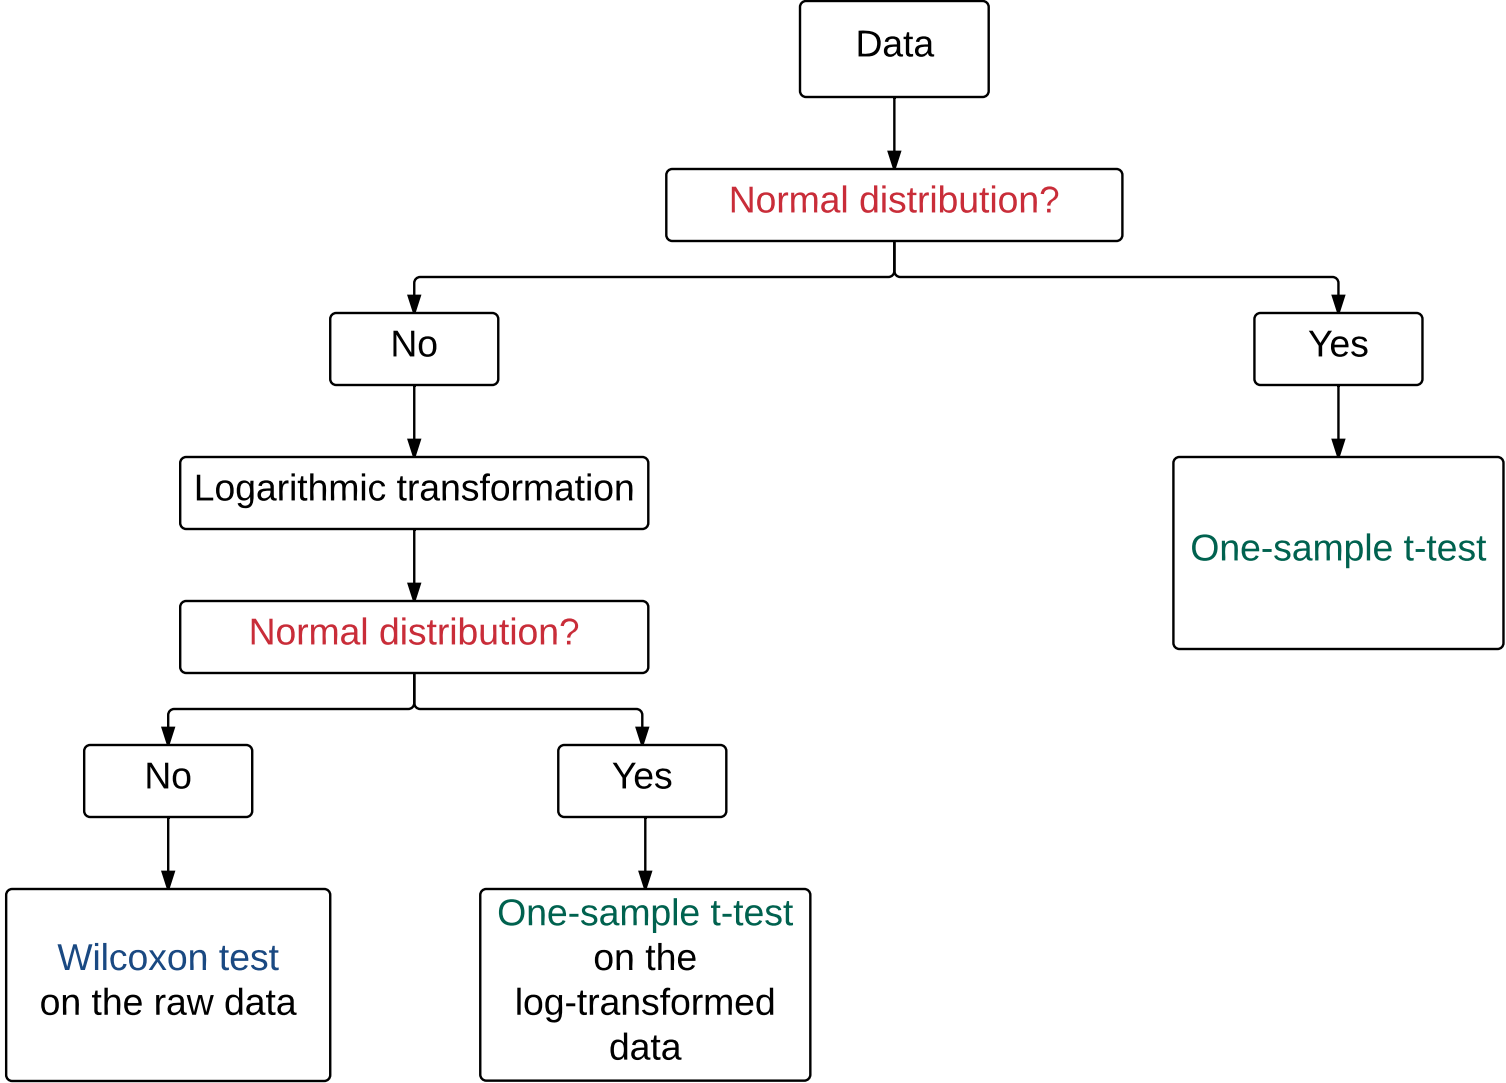 Data
Normal distribution?
No
Yes
Logarithmic transformation
One-sample t-test
Normal distribution?
No
Yes
Wilcoxon test
on the raw data
One-sample t-test
on the
log-transformed
data